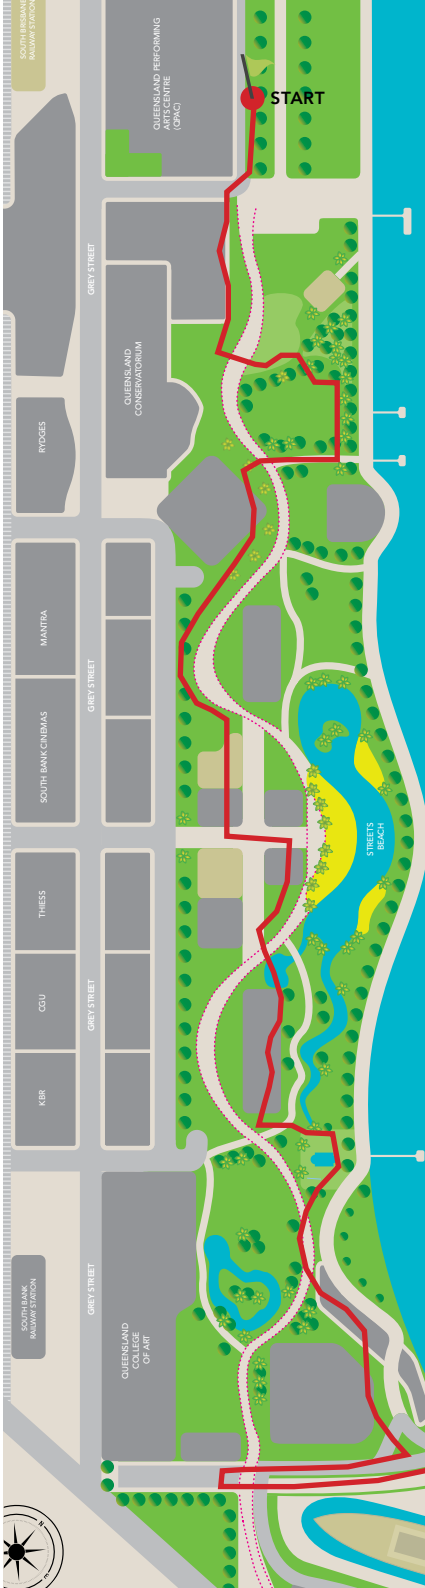 SOUTH BRISBANE
RAILWAY STATION
QUEENSLAND PERFORMING
ARTS CENTRE
(QPAC)
START
GREY STREET
QUEENSLAND
CONSERVATORIUM
RYDGES
MANTRA
GREY STREET
SOUTH BANK CINEMAS
STREETS
BEACH
THIESS
CGU
GREY STREET
KBR
GREY STREET
SOUTH BANK
RAILWAY STATION
QUEENSLAND
COLLEGE
OF ART
N
E